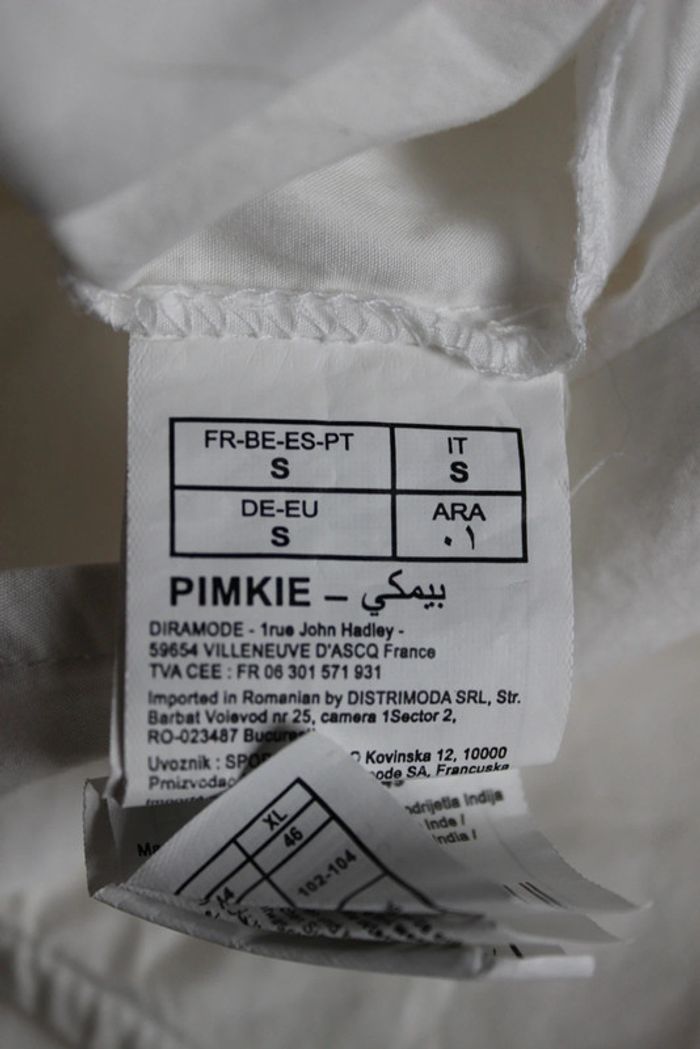 FR-BE-ES-PT IT
S S
DE-EU ARA
S ٠١
PIMKIE – بيمكي
DIRAMODE - 1rue John Hadley -
59654 VILLENEUVE D'ASCQ France
TVA CEE : FR 06 301 571 931
Imported in Romanian by DISTRIMODA SRL, Str.
Barbat Voievod nr 25, camera 1Sector 2,
RO-023487
Uvoznik : Kovinska 12, 10000
SA, Francuska
Indija
Inde /
India /
XL
46
102-104